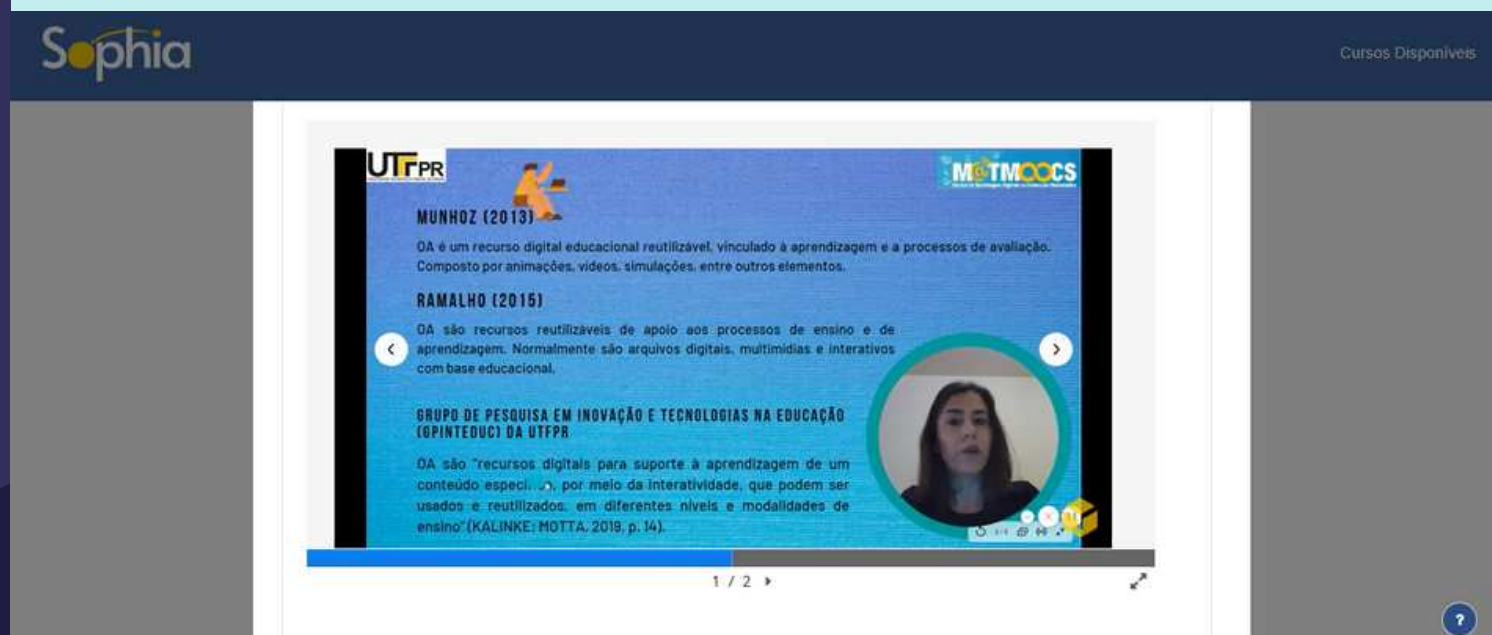 Sophia
Cursos Disponíveis
UTFPR
M@TMOOCS
MUNHOZ (2013)
OA é um recurso digital educacional reutilizável, vinculado à aprendizagem e a processos de avaliação.
Composto por animações, vídeos, simulações, entre outros elementos.
RAMALHO (2015)
OA são recursos reutilizáveis de apoio aos processos de ensino e de
aprendizagem. Normalmente são arquivos digitais, multimídias e interativos
com base educacional.
GRUPO DE PESQUISA EM INOVAÇÃO E TECNOLOGIAS NA EDUCAÇÃO
(GPINTEDUC) DA UTFPR
OA são "recursos digitais para suporte à aprendizagem de um
conteúdo especí, por meio da interatividade, que podem ser
usados e reutilizados, em diferentes níveis e modalidades de
ensino" (KALINKE; MOTTA, 2019, p. 14).
1 / 2
?